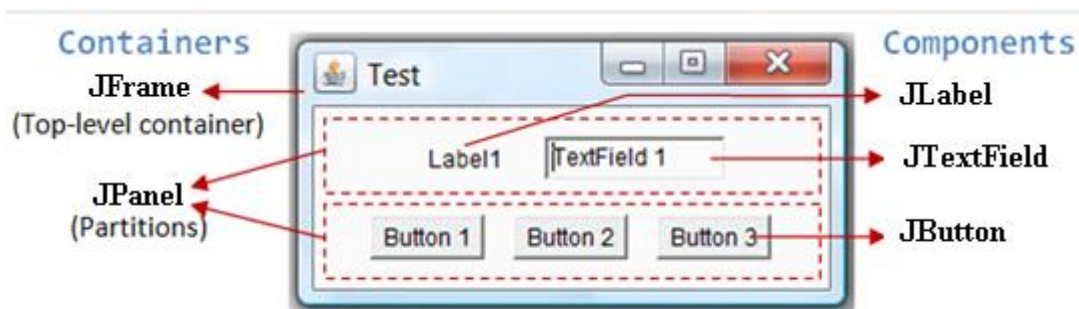 Containers
JFrame
(Top-level container)
JPanel
(Partitions)
Test
Label1
TextField 1
Button 1
Button 2
Button 3
Components
JLabel
JTextField
JButton